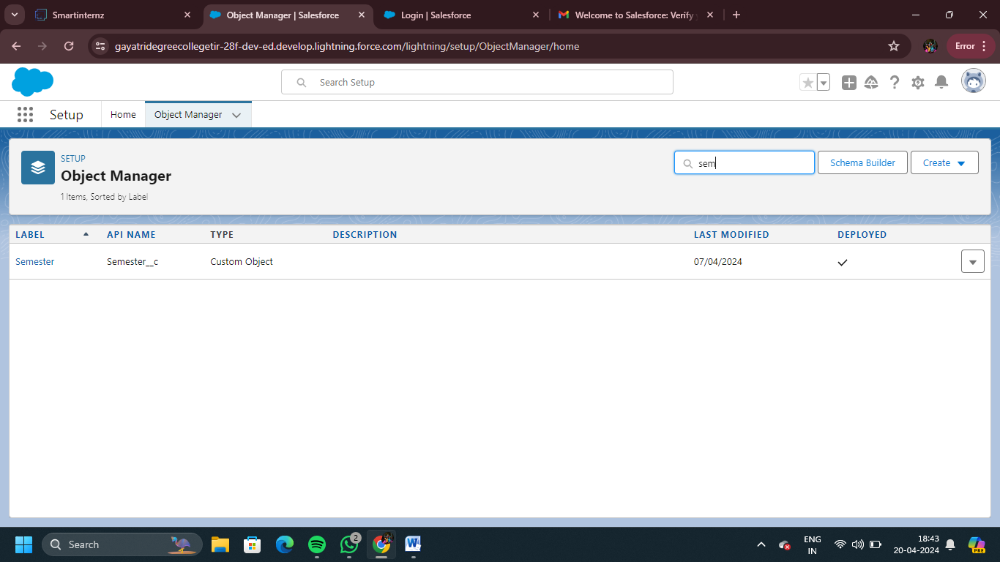 Smartinternz
Object Manager | Salesforce
Login | Salesforce
Welcome to Salesforce: Verify
gayatridegreecollegetir-28f-dev-ed.develop.lightning.force.com/lightning/setup/ObjectManager/home
Error
Search Setup
Setup
Home
Object Manager
SETUP
Object Manager
1 Items, Sorted by Label
sem
Schema Builder
Create
LABEL API NAME TYPE DESCRIPTION LAST MODIFIED DEPLOYED
Semester Semester__c Custom Object 07/04/2024
Search
2
W
ENG
IN
18:43
20-04-2024
PRE